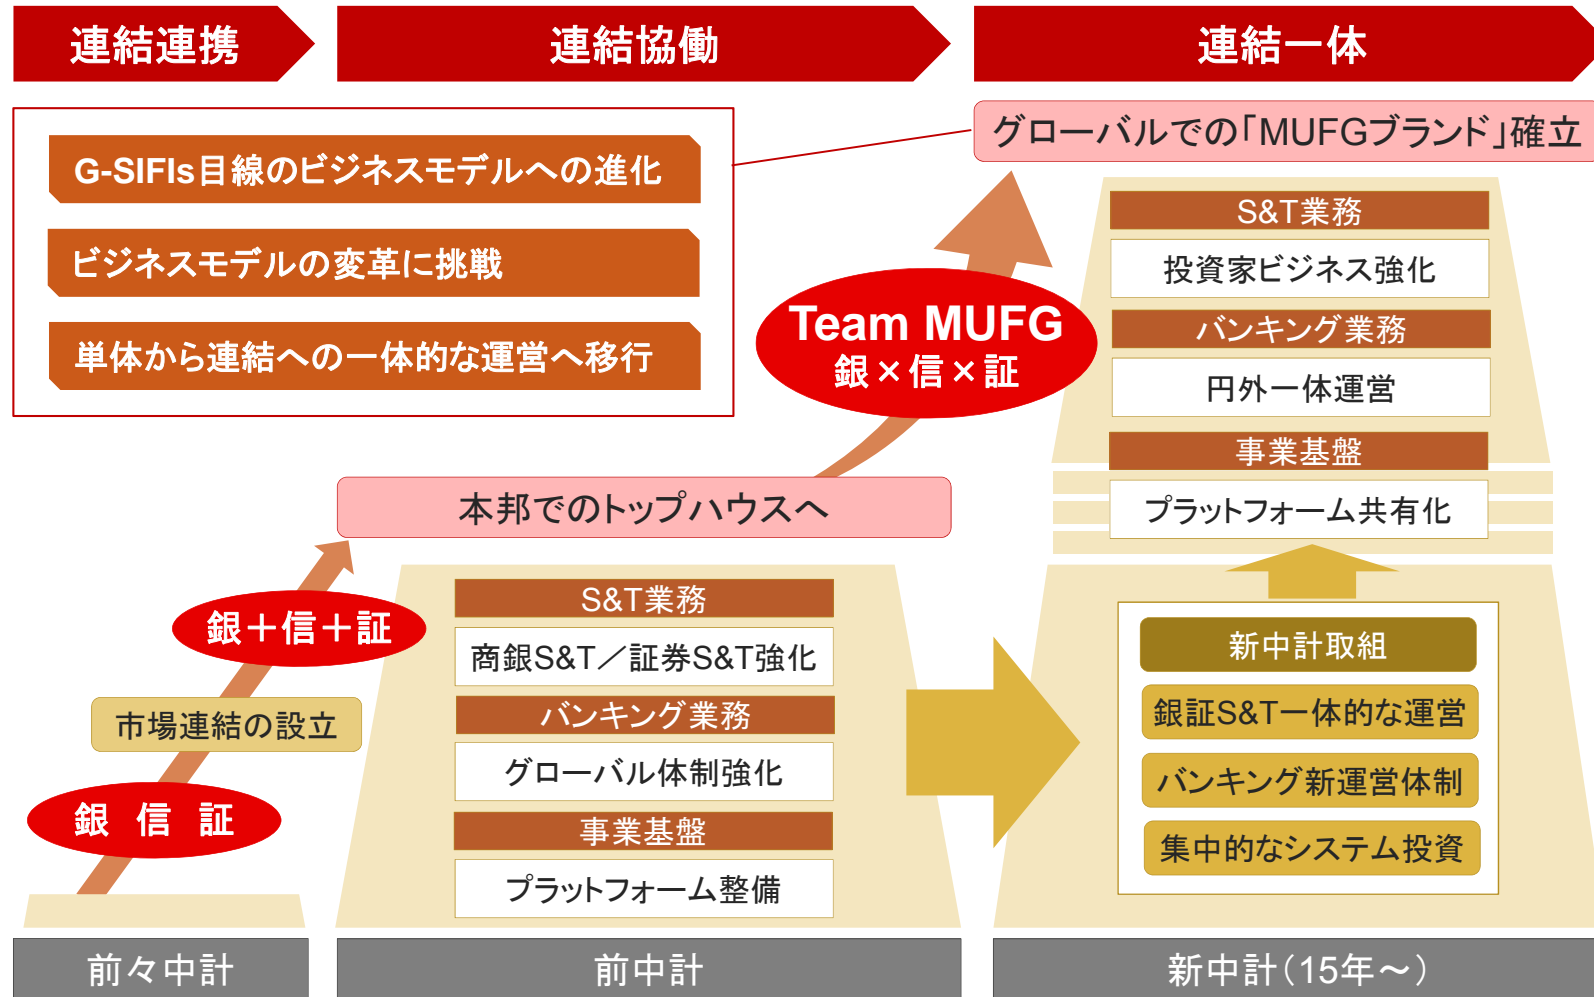 連結連携
連結協働
連結一体
G-SIFIs目線のビジネスモデルへの進化
ビジネスモデルの変革に挑戦
単体から連結への一体的な運営へ移行
グローバルでの「MUFGブランド」確立
S&T業務
投資家ビジネス強化
バンキング業務
円外一体運営
事業基盤
プラットフォーム共有化
Team MUFG
銀×信×証
本邦でのトップハウスへ
銀＋信＋証
市場連結の設立
銀 信 証
S&T業務
商銀S&T／証券S&T強化
バンキング業務
グローバル体制強化
事業基盤
プラットフォーム整備
新中計取組
銀証S&T一体的な運営
バンキング新運営体制
集中的なシステム投資
前々中計
前中計
新中計（15年～）